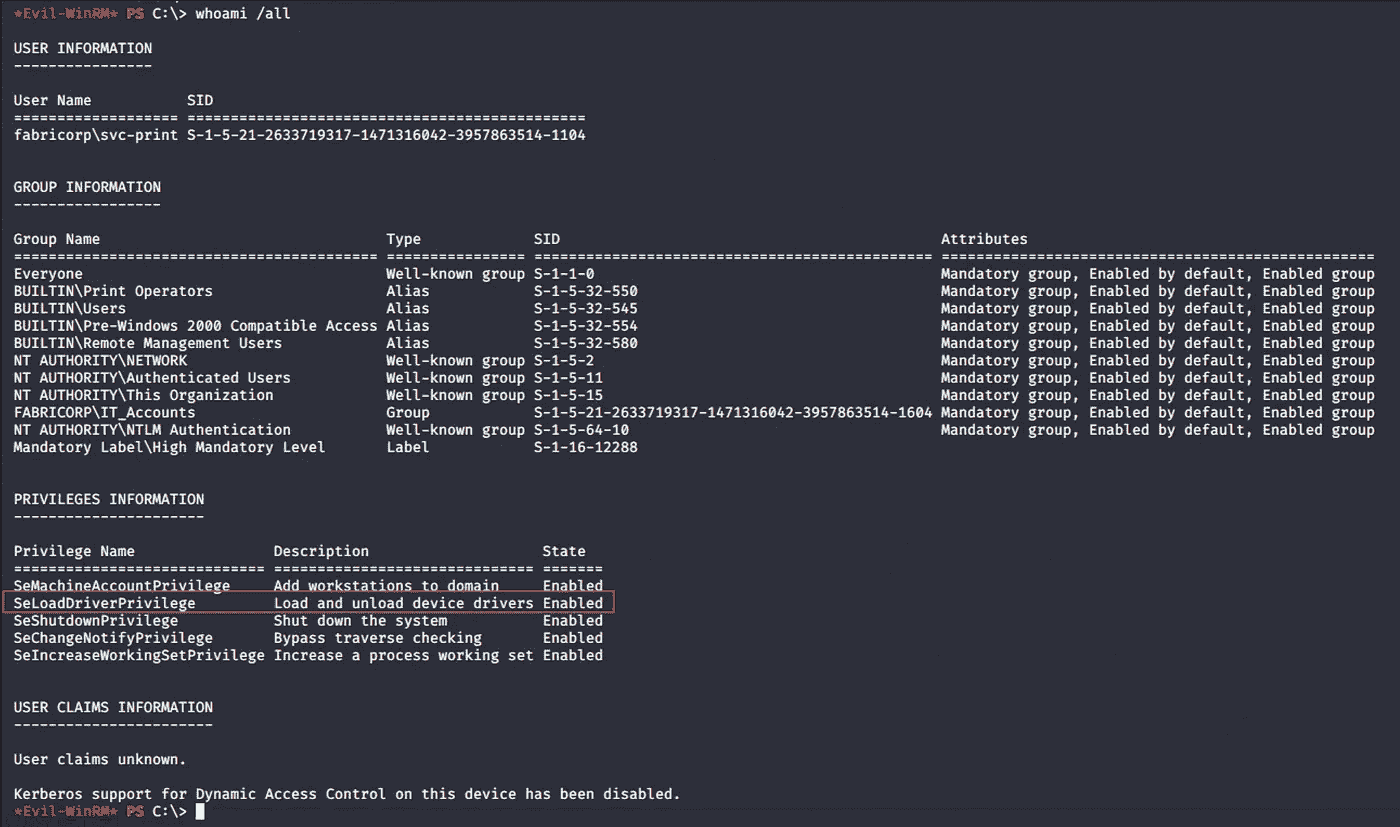 *Evil-WinRM* PS C:\> whoami /all
USER INFORMATION
----------------
User Name SID
=================== ==============================================
fabricorp\svc-print S-1-5-21-2633719317-1471316042-3957863514-1104
GROUP INFORMATION
-----------------
Group Name Type SID Attributes
========================================== ================ ============================================== ==================================================
Everyone Well-known group S-1-1-0 Mandatory group, Enabled by default, Enabled group
BUILTIN\Print Operators Alias S-1-5-32-550 Mandatory group, Enabled by default, Enabled group
BUILTIN\Users Alias S-1-5-32-545 Mandatory group, Enabled by default, Enabled group
BUILTIN\Pre-Windows 2000 Compatible Access Alias S-1-5-32-554 Mandatory group, Enabled by default, Enabled group
BUILTIN\Remote Management Users Alias S-1-5-32-580 Mandatory group, Enabled by default, Enabled group
NT AUTHORITY\NETWORK Well-known group S-1-5-2 Mandatory group, Enabled by default, Enabled group
NT AUTHORITY\Authenticated Users Well-known group S-1-5-11 Mandatory group, Enabled by default, Enabled group
NT AUTHORITY\This Organization Well-known group S-1-5-15 Mandatory group, Enabled by default, Enabled group
FABRICORP\IT_Accounts Group S-1-5-21-2633719317-1471316042-3957863514-1604 Mandatory group, Enabled by default, Enabled group
NT AUTHORITY\NTLM Authentication Well-known group S-1-5-64-10 Mandatory group, Enabled by default, Enabled group
Mandatory Label\High Mandatory Level Label S-1-16-12288
PRIVILEGES INFORMATION
----------------------
Privilege Name Description State
============================= ============================== =======
SeMachineAccountPrivilege Add workstations to domain Enabled
SeLoadDriverPrivilege Load and unload device drivers Enabled
SeShutdownPrivilege Shut down the system Enabled
SeChangeNotifyPrivilege Bypass traverse checking Enabled
SeIncreaseWorkingSetPrivilege Increase a process working set Enabled
USER CLAIMS INFORMATION
-----------------------
User claims unknown.
Kerberos support for Dynamic Access Control on this device has been disabled.
*Evil-WinRM* PS C:\>